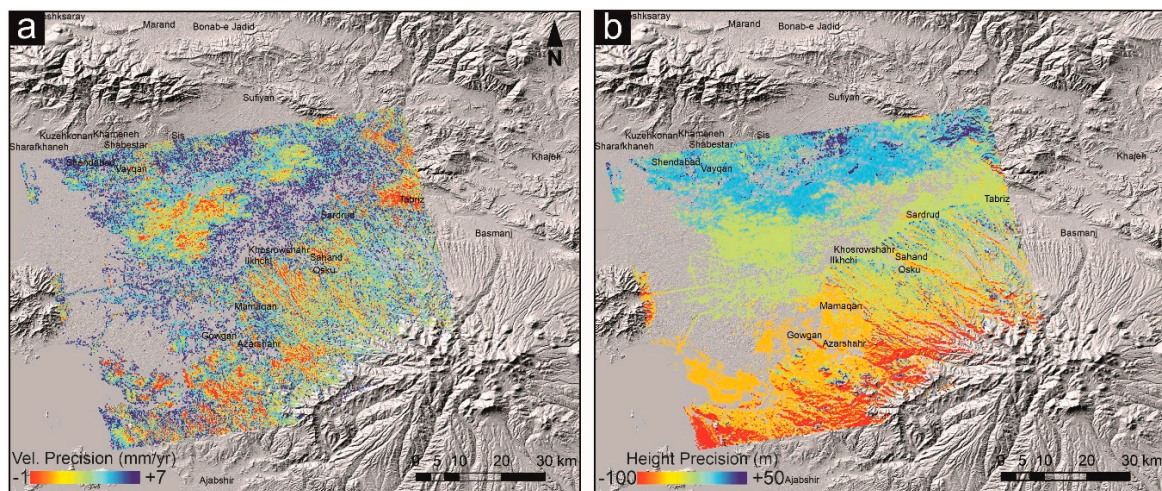 a
Marand
Bonab-e Jadid
N
Sufiyan
Kuzehkonan
Khameneh
Sis
Sharafkhaneh
Shabestar
Khajeh
Shendabad
Vayqan
Tabriz
Sardrud
Basmanj
Khosrowshahr
Ilkhchi
Sahand
Osku
Mamaqan
Gowgan
Azarshahr
Vel. Precision (mm/yr)
-1 +7
0 5 10 20 30 km
Ajabshir
b
Marand
Bonab-e Jadid
N
Sufiyan
Kuzehkonan
Khameneh
Sis
Sharafkhaneh
Shabestar
Khajeh
Shendabad
Vayqan
Tabriz
Sardrud
Basmanj
Khosrowshahr
Ilkhchi
Sahand
Osku
Mamaqan
Gowgan
Azarshahr
Height Precision (m)
-100 +50
0 5 10 20 30 km
Ajabshir